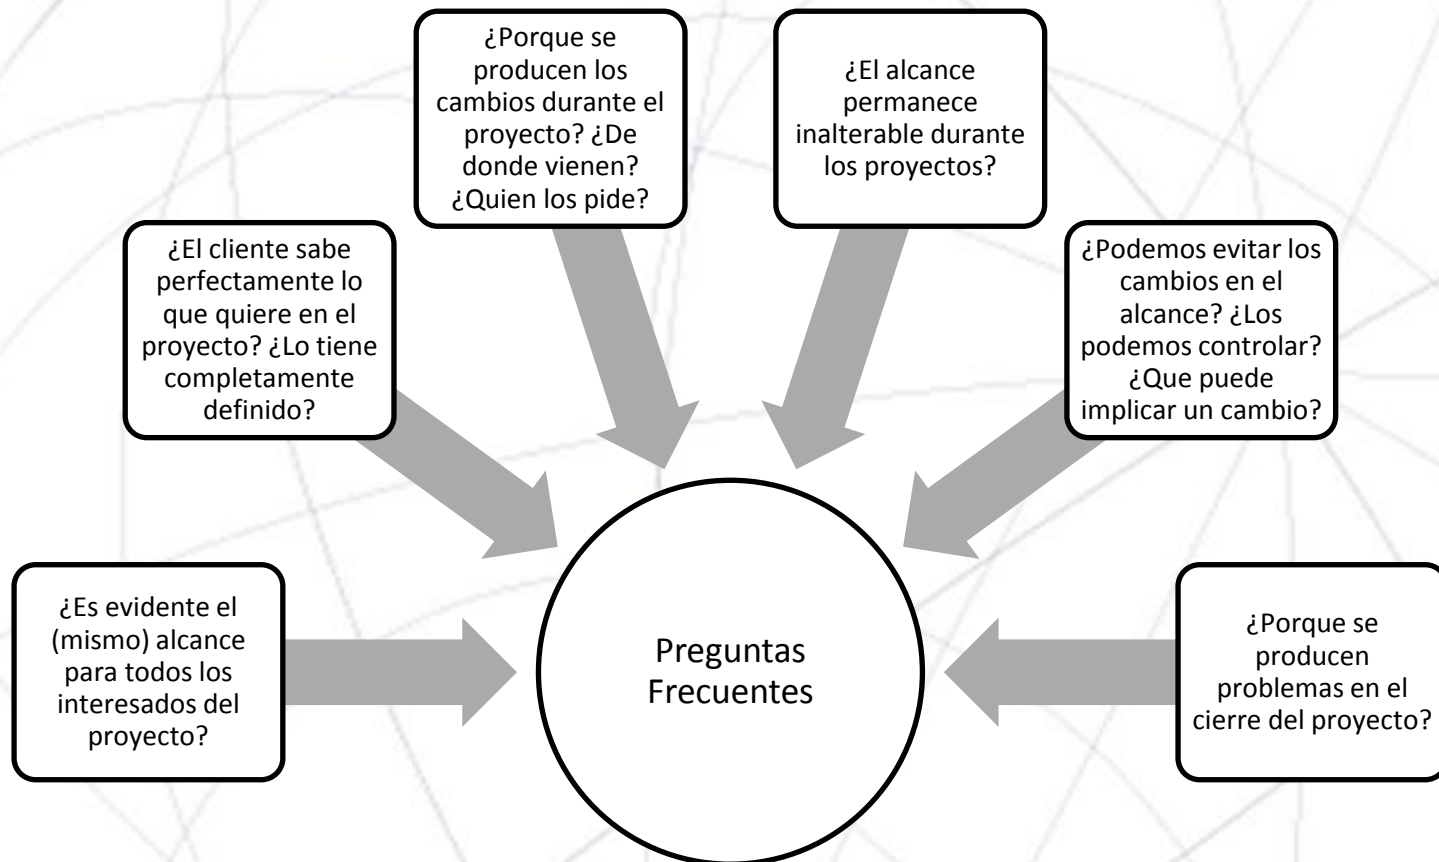 ¿Porque se
producen los
cambios durante el
proyecto? ¿De
donde vienen?
¿Quien los pide?
¿El alcance
permanece
inalterable durante
los proyectos?
¿El cliente sabe
perfectamente lo
que quiere en el
proyecto? ¿Lo tiene
completamente
definido?
¿Podemos evitar los
cambios en el
alcance? ¿Los
podemos controlar?
¿Que puede
implicar un cambio?
¿Es evidente el
(mismo) alcance
para todos los
interesados del
proyecto?
Preguntas
Frecuentes
¿Porque se
producen
problemas en el
cierre del proyecto?